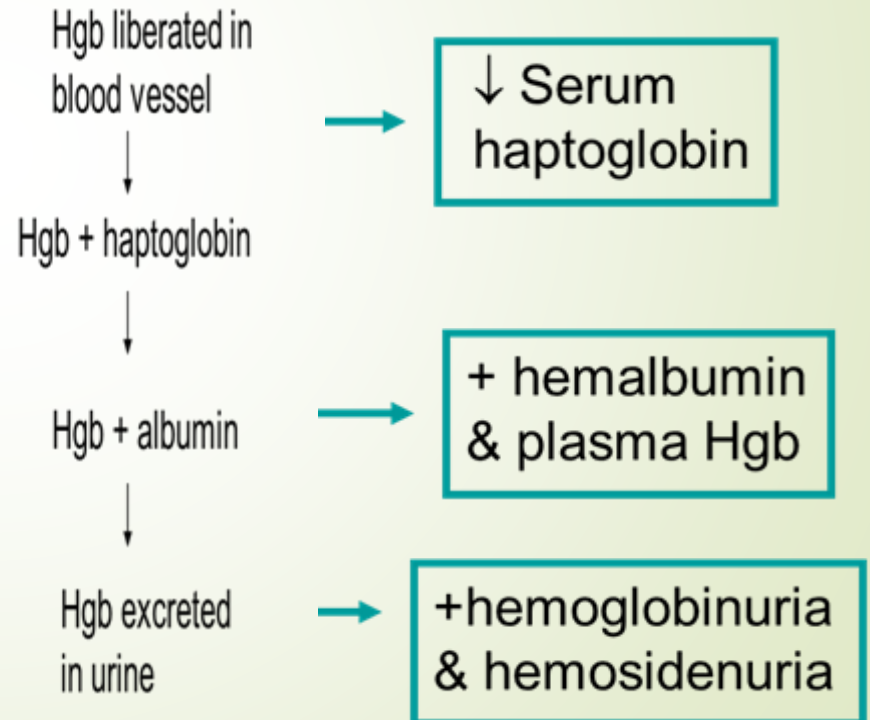 Hgb liberated in
blood vessel
↓ Serum
haptoglobin
Hgb + haptoglobin
Hgb + albumin
+ hemalbumin
& plasma Hgb
Hgb excreted
in urine
+hemoglobinuria
& hemosidenuria